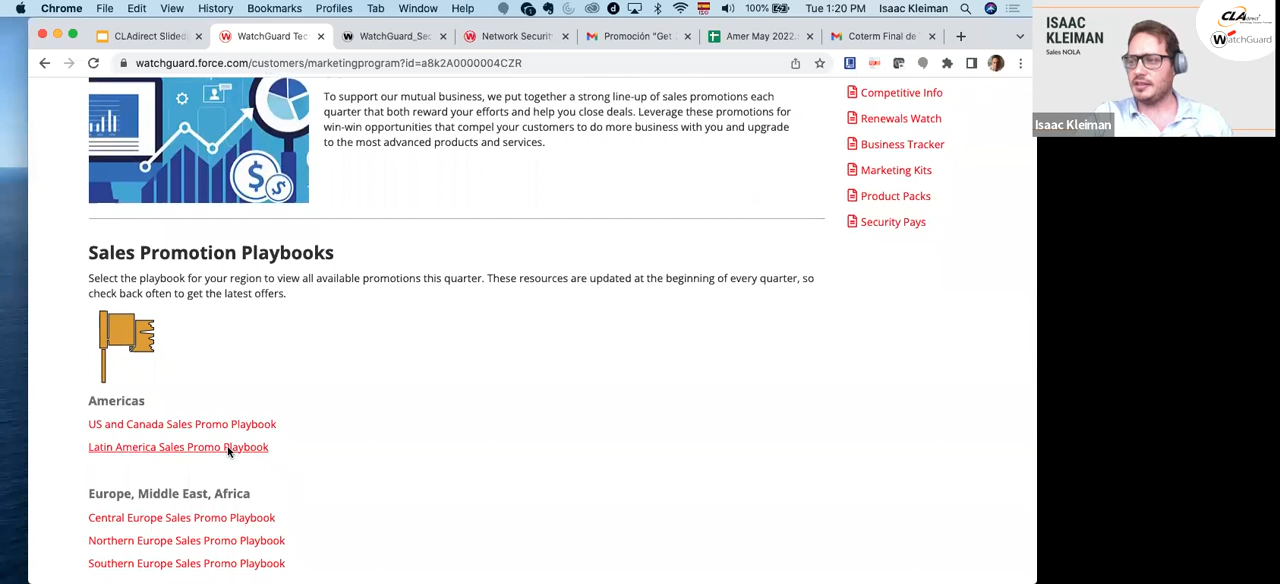 Chrome File Edit View History Bookmarks Profiles Tab Window Help 100% Tue 1:20 PM Isaac Kleiman
CLAdirect Slided WatchGuard Tec WatchGuard_Sec Network Securit Promoción "Get Amer May 2022. Coterm Final de
watchguard.force.com/customers/marketingprogram?id=a8k2A0000004CZR
To support our mutual business, we put together a strong line-up of sales promotions each
quarter that both reward your efforts and help you close deals. Leverage these promotions for
win-win opportunities that compel your customers to do more business with you and upgrade
to the most advanced products and services.
Competitive Info
Renewals Watch
Business Tracker
Marketing Kits
Product Packs
Security Pays
Sales Promotion Playbooks
Select the playbook for your region to view all available promotions this quarter. These resources are updated at the beginning of every quarter, so
check back often to get the latest offers.
Americas
US and Canada Sales Promo Playbook
Latin America Sales Promo Playbook
Europe, Middle East, Africa
Central Europe Sales Promo Playbook
Northern Europe Sales Promo Playbook
Southern Europe Sales Promo Playbook
ISAAC
KLEIMAN
Sales NOLA
CLAdirect
WatchGuard
Isaac Kleiman